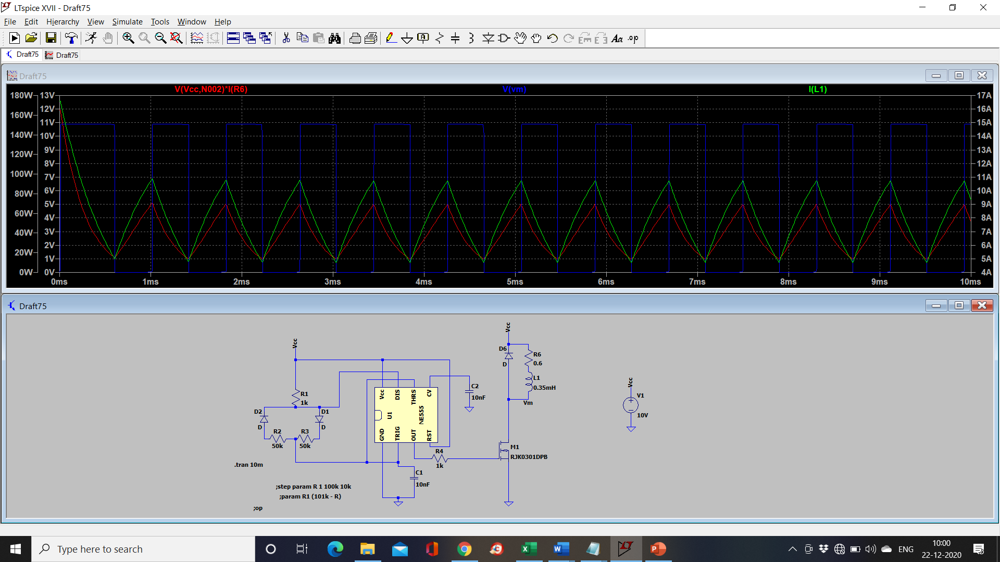 LTspice XVII - Draft75
File Edit Hierarchy View Simulate Tools Window Help
Draft75 Draft75
Draft75
V(Vcc,N002)*I(R6) V(vm) I(L1)
180W 13V 17A
12V 16A
160W
11V 15A
140W 10V 14A
120W 9V 13A
8V 12A
100W 7V 11A
80W 6V 10A
5V 9A
60W 4V 8A
40W 3V 7A
20W 2V 6A
1V 5A
0W 0V 4A
0ms 1ms 2ms 3ms 4ms 5ms 6ms 7ms 8ms 9ms 10ms
Draft75
Vcc
Vcc
D6
D
R6
0.6
L1
0.35mH
Vm
R1
1k
D2
D
D1
D
R2
50k
R3
50k
Vcc DIS THRS CV
U1
NE555
GND TRIG OUT RST
C2
10nF
R4
1k
M1
RJK0301DPB
C1
10nF
Vcc
V1
10V
.tran 10m
;step param R 1 100k 10k
;param R1 (101k - R)
;op
Type here to search
ENG
10:00
22-12-2020